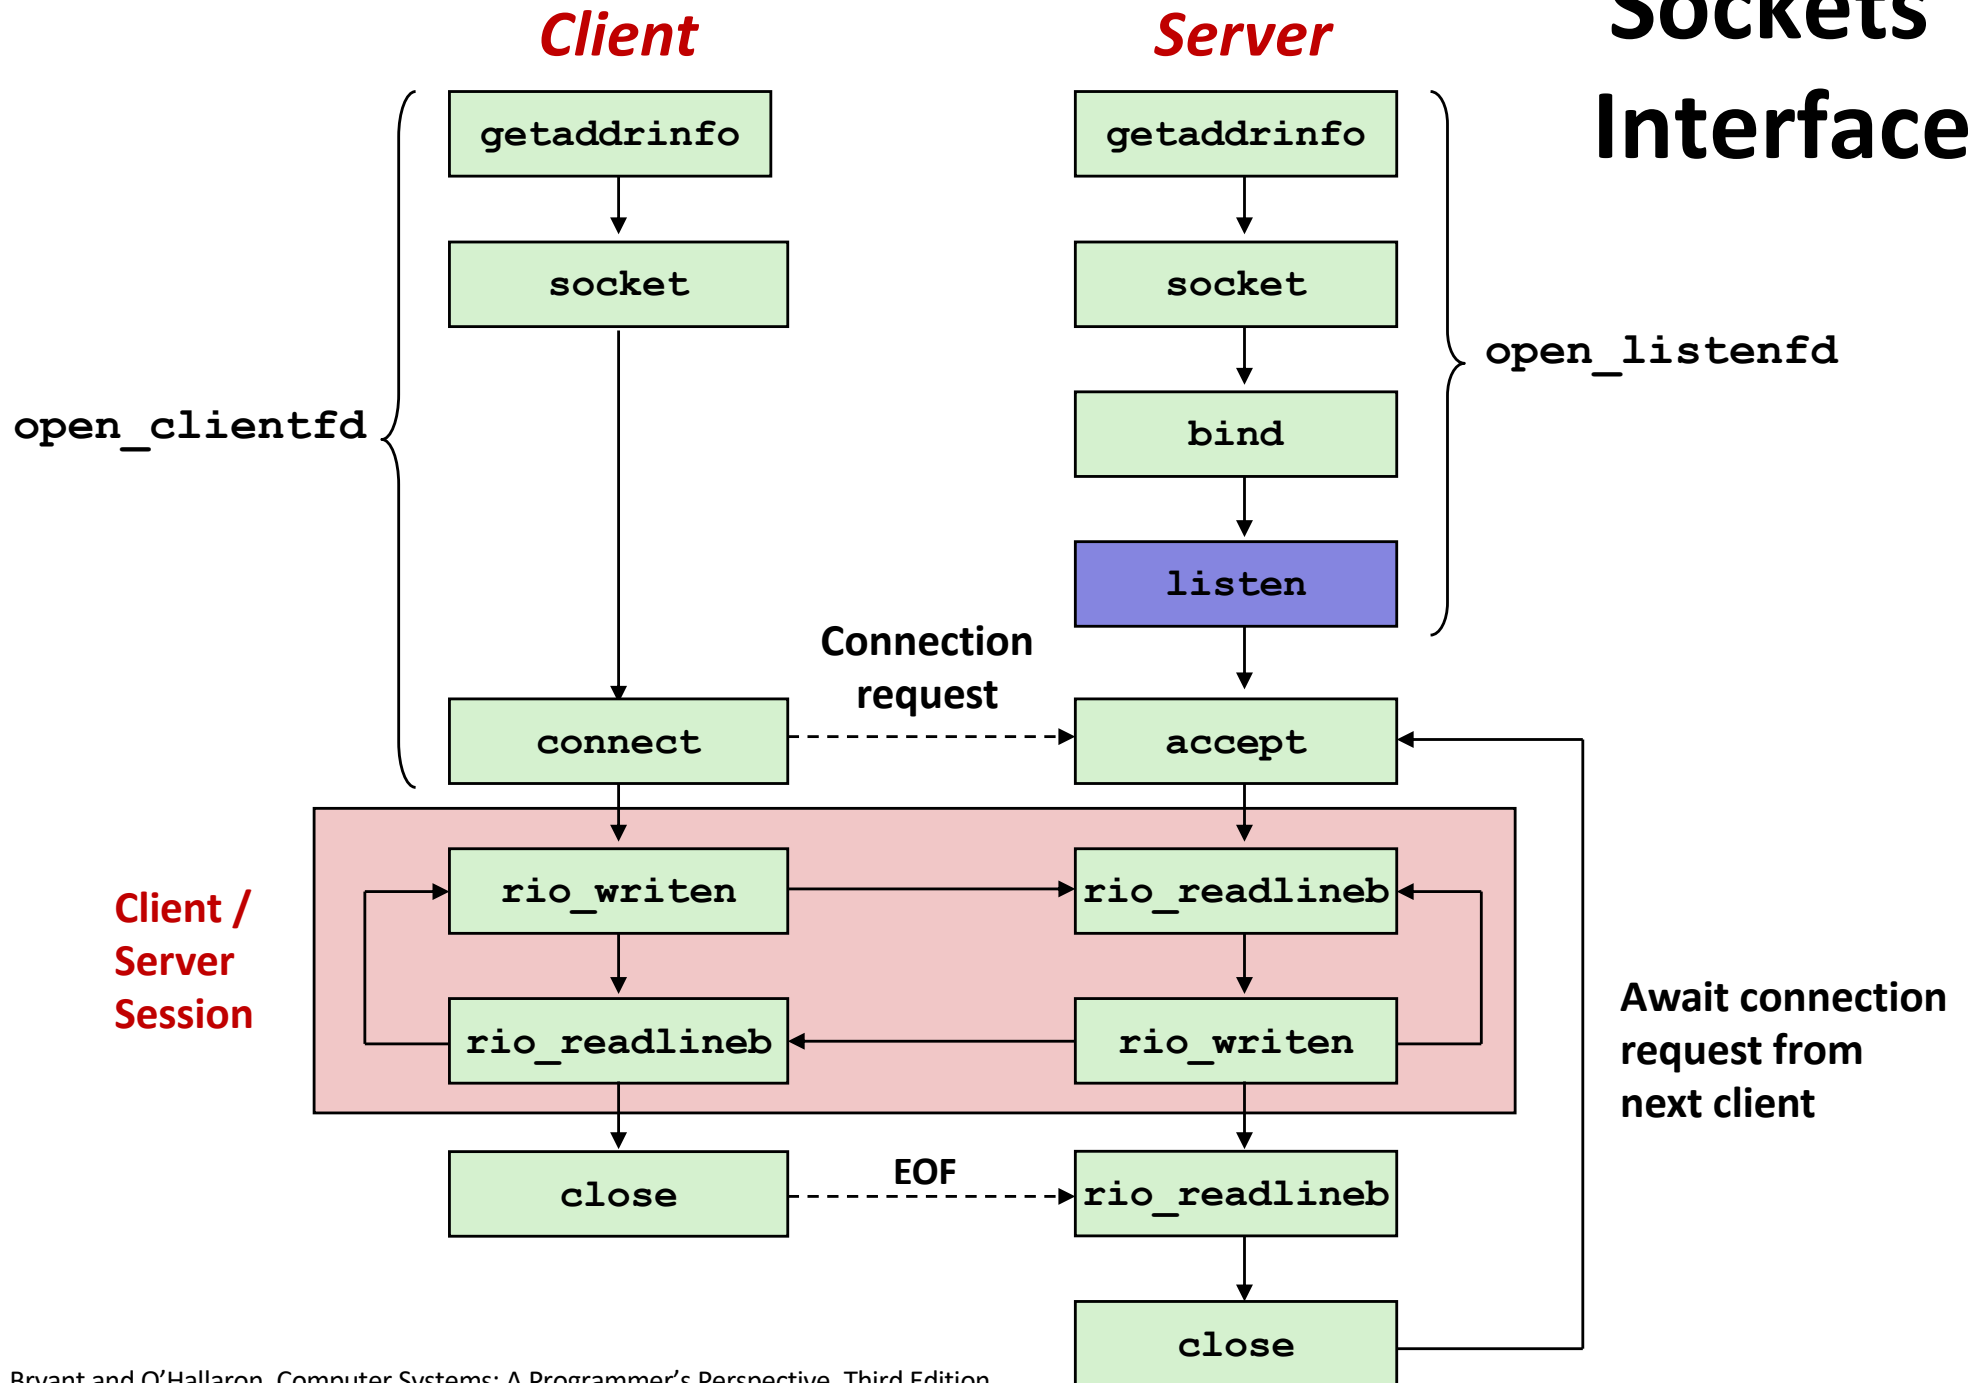 Client
Server
Sockets
Interface
getaddrinfo
getaddrinfo
socket
socket
open_listenfd
open_clientfd
bind
listen
Connection
request
connect
accept
Client /
Server
Session
rio_writen
rio_readlineb
rio_readlineb
rio_writen
Await connection
request from
next client
close
EOF
rio_readlineb
close
Bryant and O'Hallaron, Computer Systems: A Programmer's Perspective, Third Edition